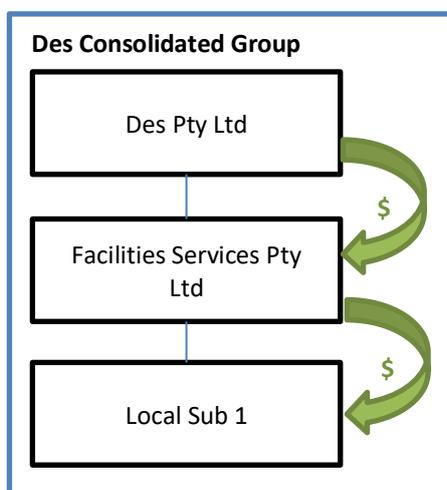 Des Consolidated Group
Des Pty Ltd
$
Facilities Services Pty
Ltd
$
Local Sub 1